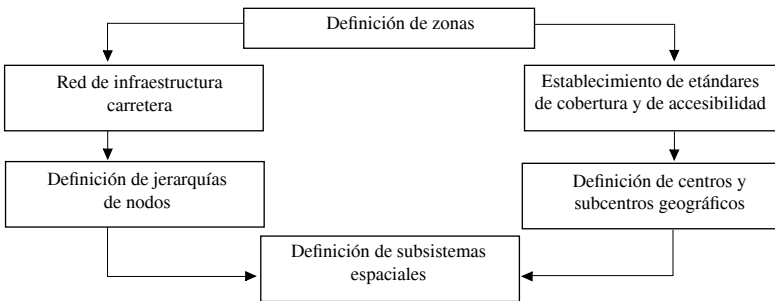 Definición de zonas
Red de infraestructura
carretera
Establecimiento de etándares
de cobertura y de accesibilidad
Definición de jerarquías
de nodos
Definición de centros y
subcentros geográficos
Definición de subsistemas
espaciales